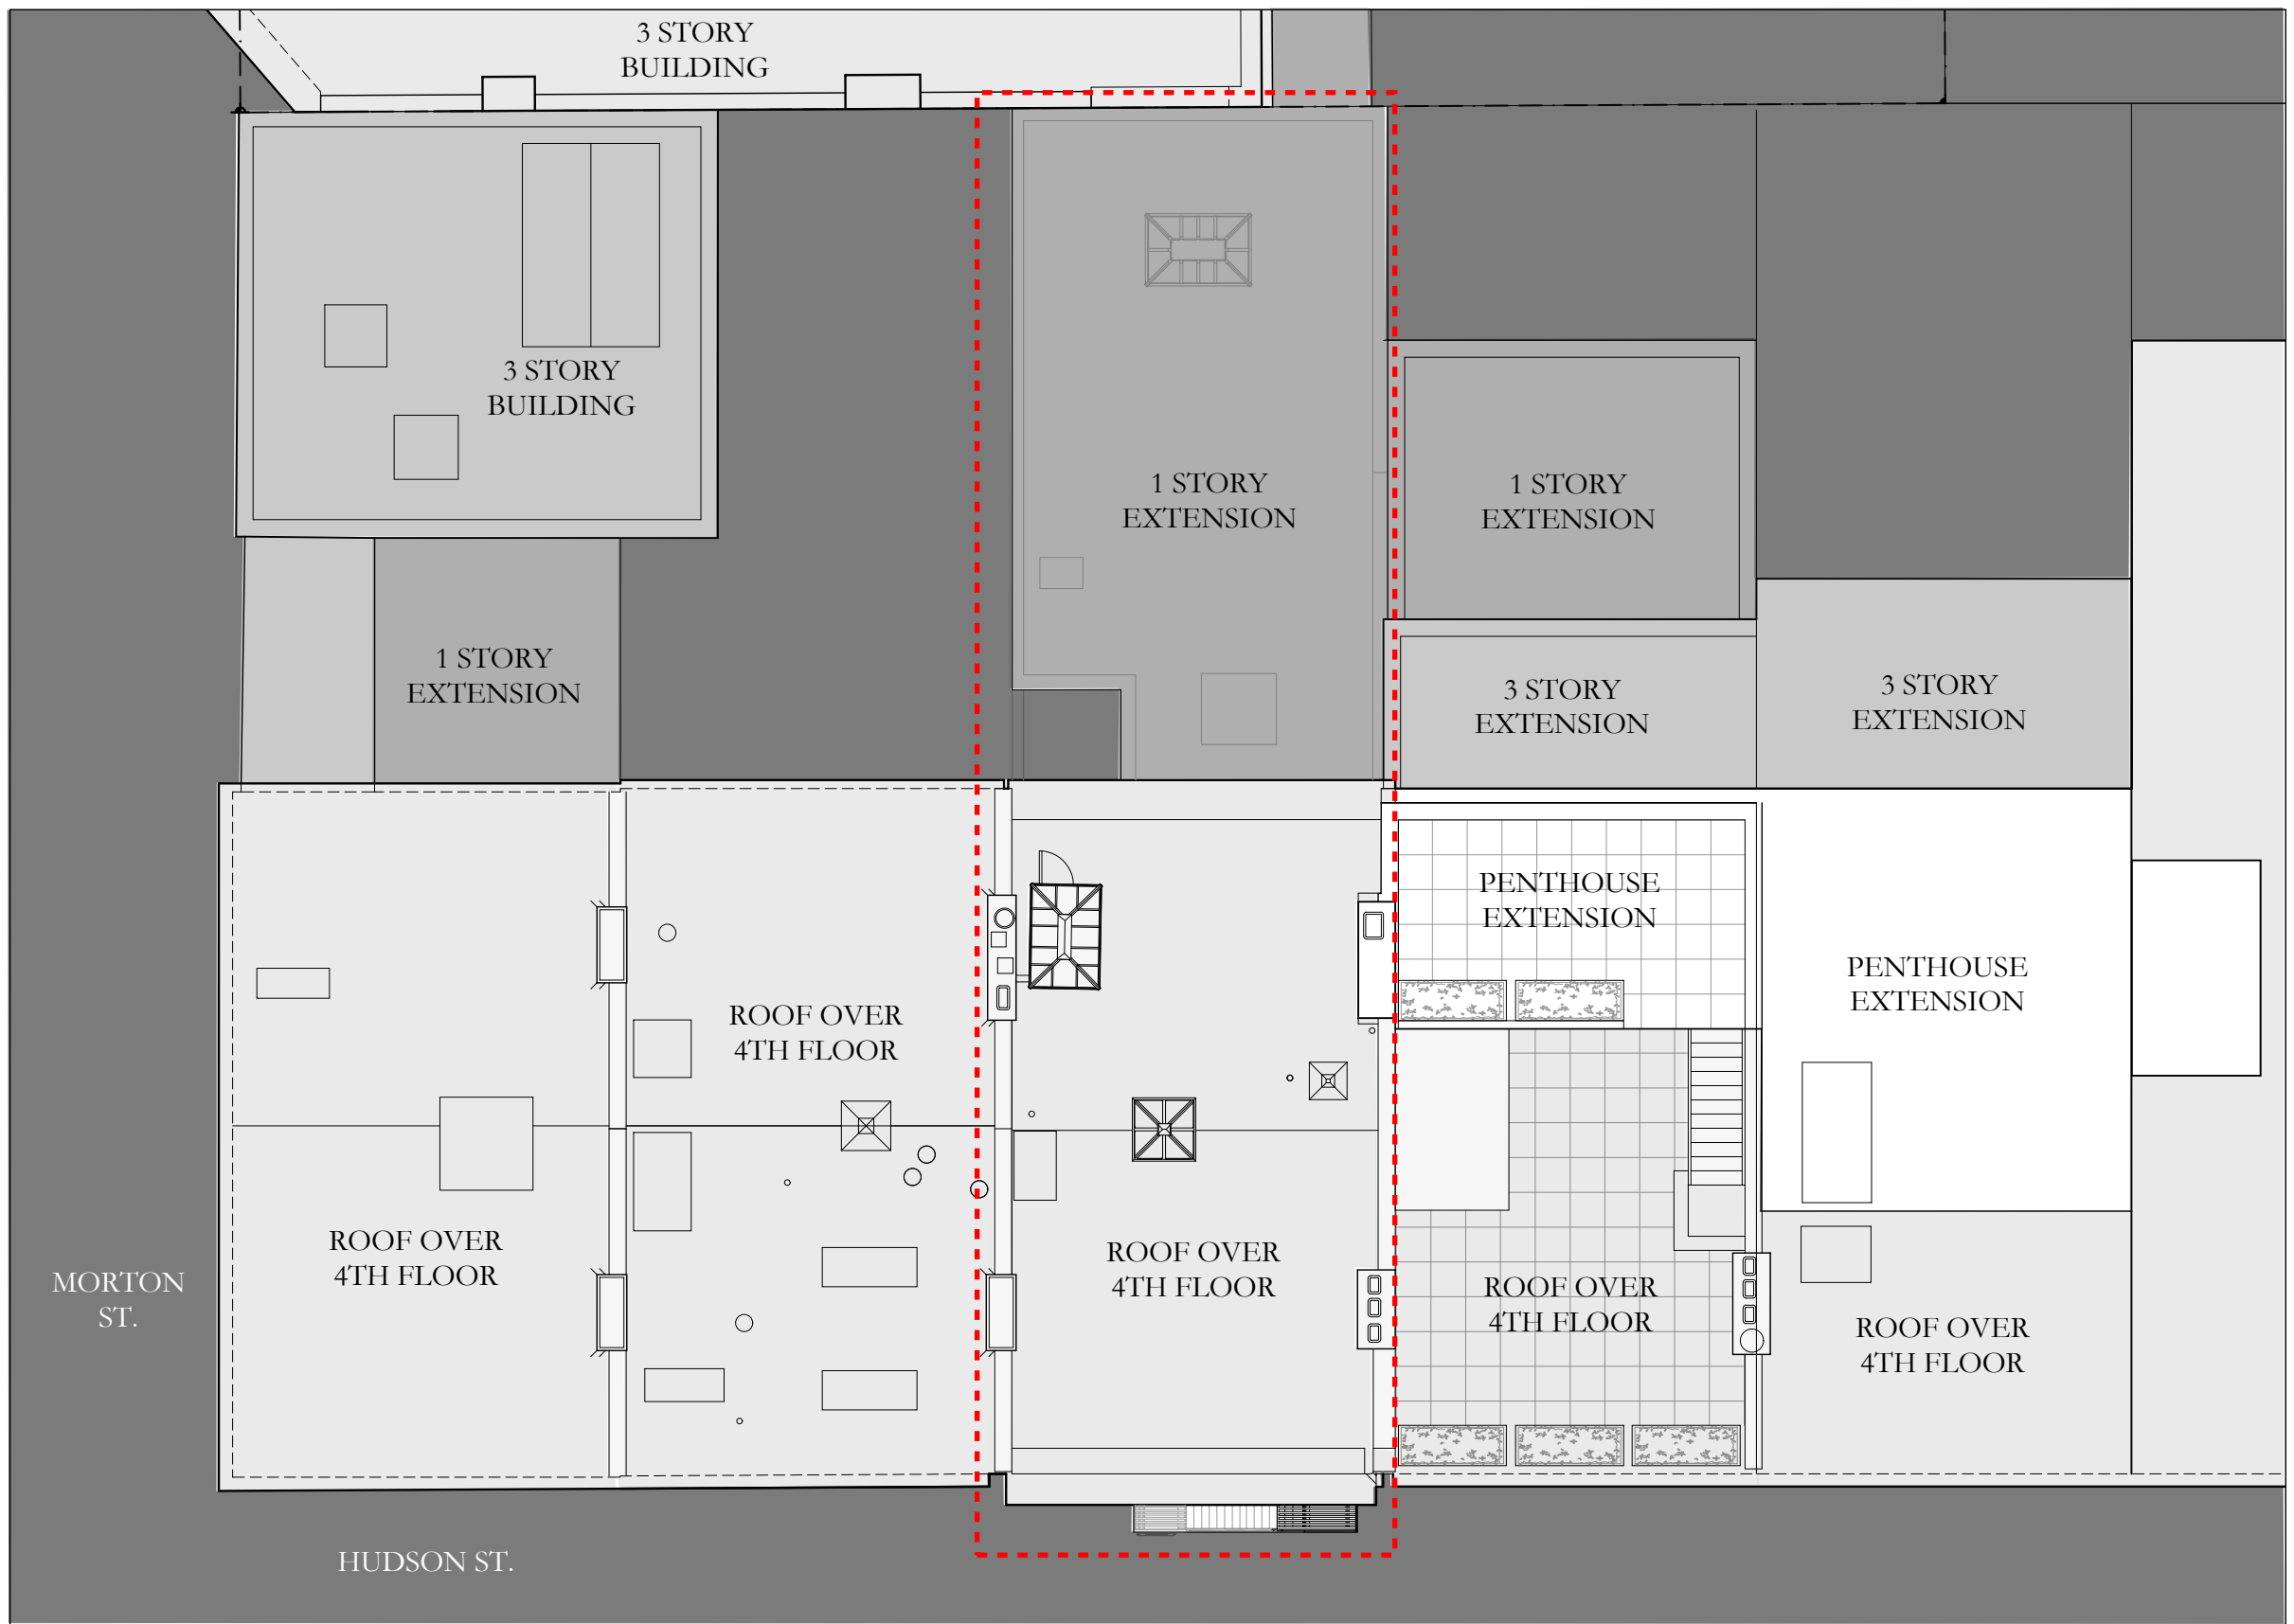 3 STORY
BUILDING
3 STORY
BUILDING
1 STORY
EXTENSION
1 STORY
EXTENSION
1 STORY
EXTENSION
3 STORY
EXTENSION
3 STORY
EXTENSION
PENTHOUSE
EXTENSION
PENTHOUSE
EXTENSION
ROOF OVER
4TH FLOOR
ROOF OVER
4TH FLOOR
ROOF OVER
4TH FLOOR
ROOF OVER
4TH FLOOR
ROOF OVER
4TH FLOOR
MORTON
ST.
HUDSON ST.